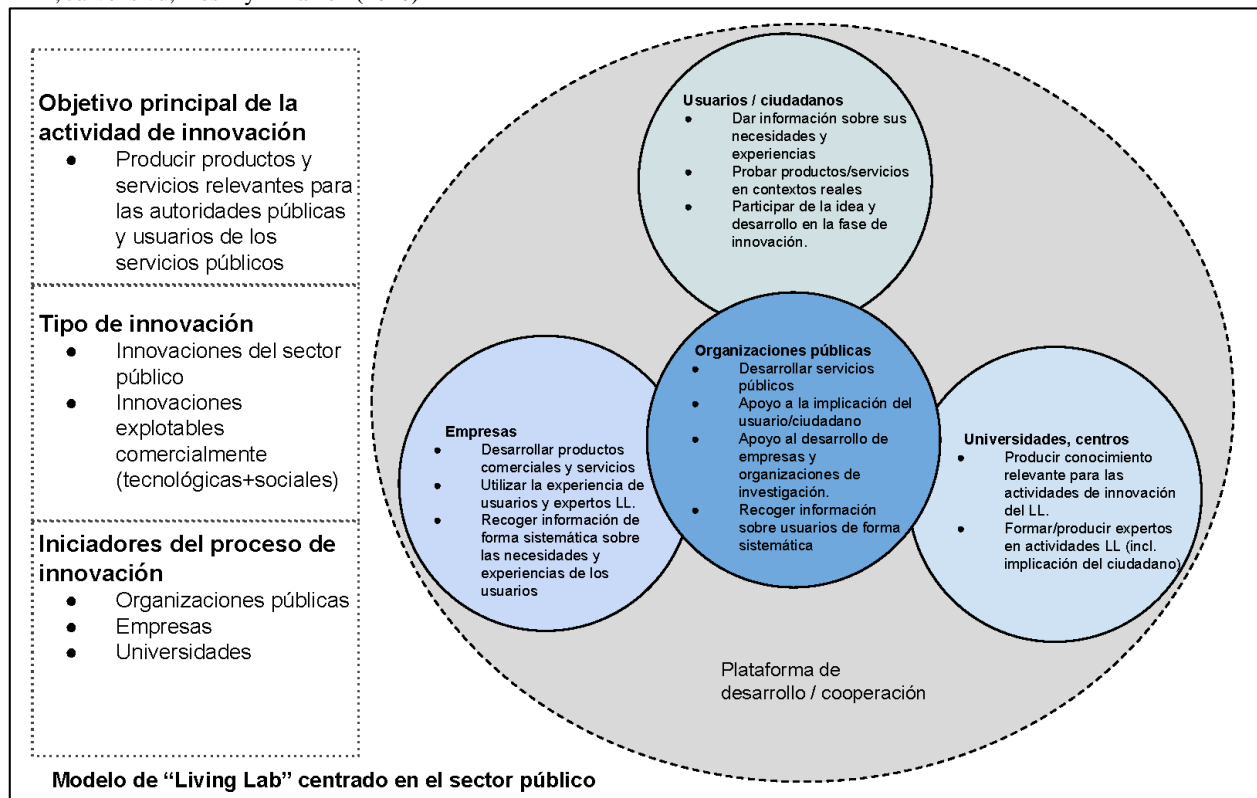 Objetivo principal de la
actividad de innovación
● Producir productos y
servicios relevantes para
las autoridades públicas
y usuarios de los
servicios públicos
Tipo de innovación
● Innovaciones del sector
público
● Innovaciones
explotables
comercialmente
(tecnológicas+sociales)
Iniciadores del proceso de
innovación
● Organizaciones públicas
● Empresas
● Universidades
Usuarios / ciudadanos
● Dar información sobre sus
necesidades y
experiencias
● Probar productos/servicios
en contextos reales
● Participar de la idea y
desarrollo en la fase de
innovación.
Organizaciones públicas
● Desarrollar servicios
públicos
● Apoyo a la implicación del
usuario/ciudadano
● Apoyo al desarrollo de
empresas y
organizaciones de
investigación.
● Recoger información
sobre usuarios de forma
sistemática
Empresas
● Desarrollar productos
comerciales y servicios
● Utilizar la experiencia de
usuarios y expertos LL.
● Recoger información de
forma sistemática sobre
las necesidades y
experiencias de los
usuarios
Universidades, centros
● Producir conocimiento
relevante para las
actividades de innovación
del LL.
● Formar/producir expertos
en actividades LL (incl.
implicación del ciudadano)
Plataforma de
desarrollo / cooperación
Modelo de “Living Lab” centrado en el sector público